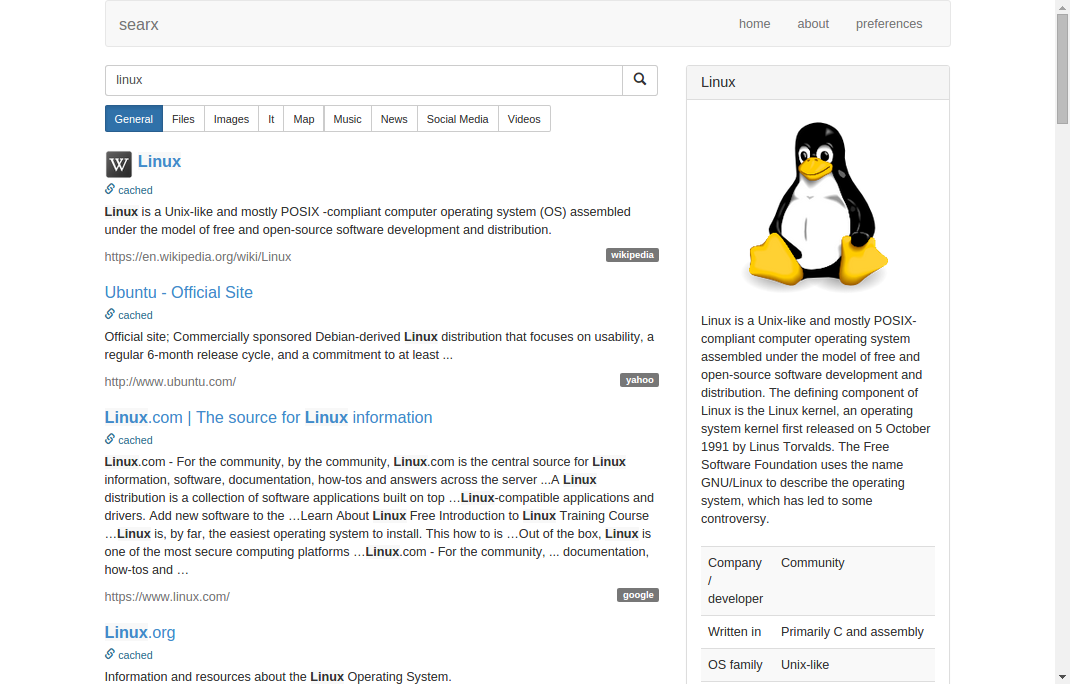 searx
home about preferences
linux
General Files Images It Map Music News Social Media Videos
W Linux
cached
Linux is a Unix-like and mostly POSIX -compliant computer operating system (OS) assembled
under the model of free and open-source software development and distribution.
https://en.wikipedia.org/wiki/Linux wikipedia
Ubuntu - Official Site
cached
Official site; Commercially sponsored Debian-derived Linux distribution that focuses on usability, a
regular 6-month release cycle, and a commitment to at least ...
http://www.ubuntu.com/ yahoo
Linux.com | The source for Linux information
cached
Linux.com - For the community, by the community, Linux.com is the central source for Linux
information, software, documentation, how-tos and answers across the server ...A Linux
distribution is a collection of software applications built on top …Linux-compatible applications and
drivers. Add new software to the …Learn About Linux Free Introduction to Linux Training Course
…Linux is, by far, the easiest operating system to install. This how to is …Out of the box, Linux is
one of the most secure computing platforms …Linux.com - For the community, ... documentation,
how-tos and …
https://www.linux.com/ google
Linux.org
cached
Information and resources about the Linux Operating System.
Linux
Linux is a Unix-like and mostly POSIX-
compliant computer operating system
assembled under the model of free and
open-source software development and
distribution. The defining component of
Linux is the Linux kernel, an operating
system kernel first released on 5 October
1991 by Linus Torvalds. The Free
Software Foundation uses the name
GNU/Linux to describe the operating
system, which has led to some
controversy.
Company Community
/
developer
Written in Primarily C and assembly
OS family Unix-like